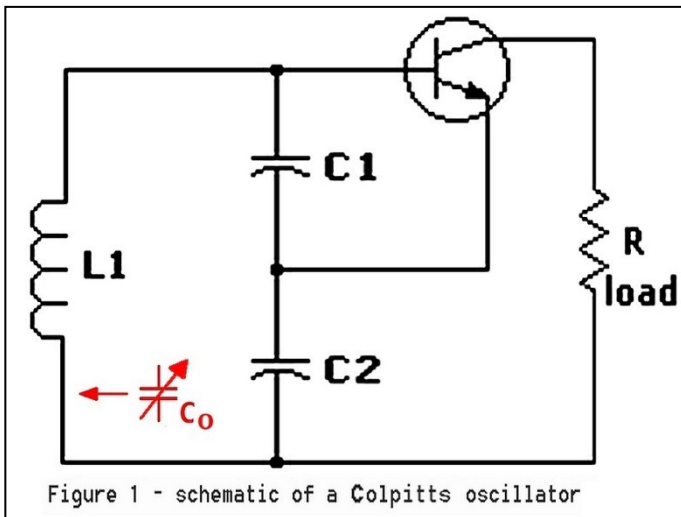 C1
L1
R
load
C2
Co
Figure 1 - schematic of a Colpitts oscillator